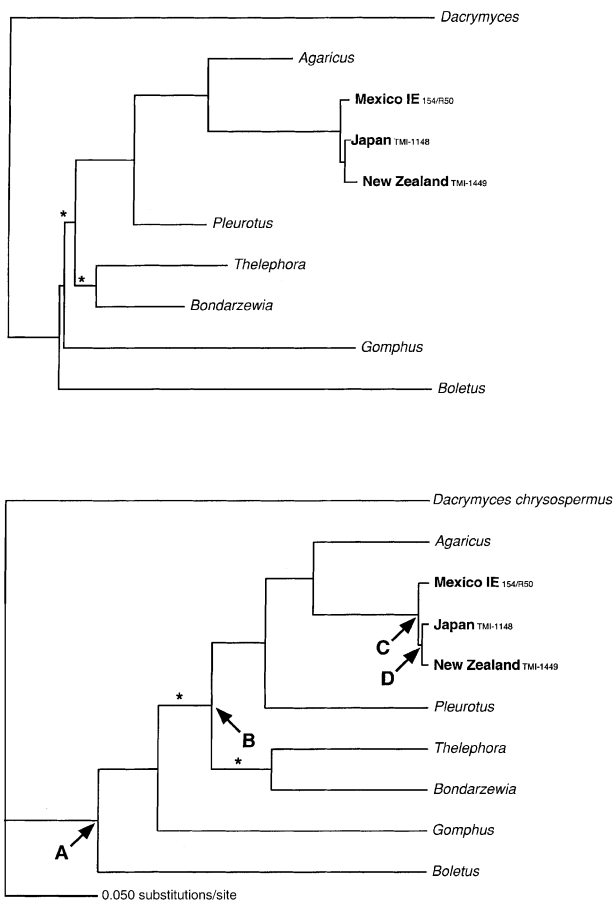 Dacrymyces
Agaricus
Mexico IE 154/R50
Japan TMI-1148
New Zealand TMI-1449
*
Pleurotus
Thelephora
*
Bondarzewia
Gomphus
Boletus
Dacrymyces chrysospermus
Agaricus
Mexico IE 154/R50
Japan TMI-1148
C
New Zealand TMI-1449
D
*
Pleurotus
B
Thelephora
*
Bondarzewia
Gomphus
A
Boletus
0.050 substitutions/site